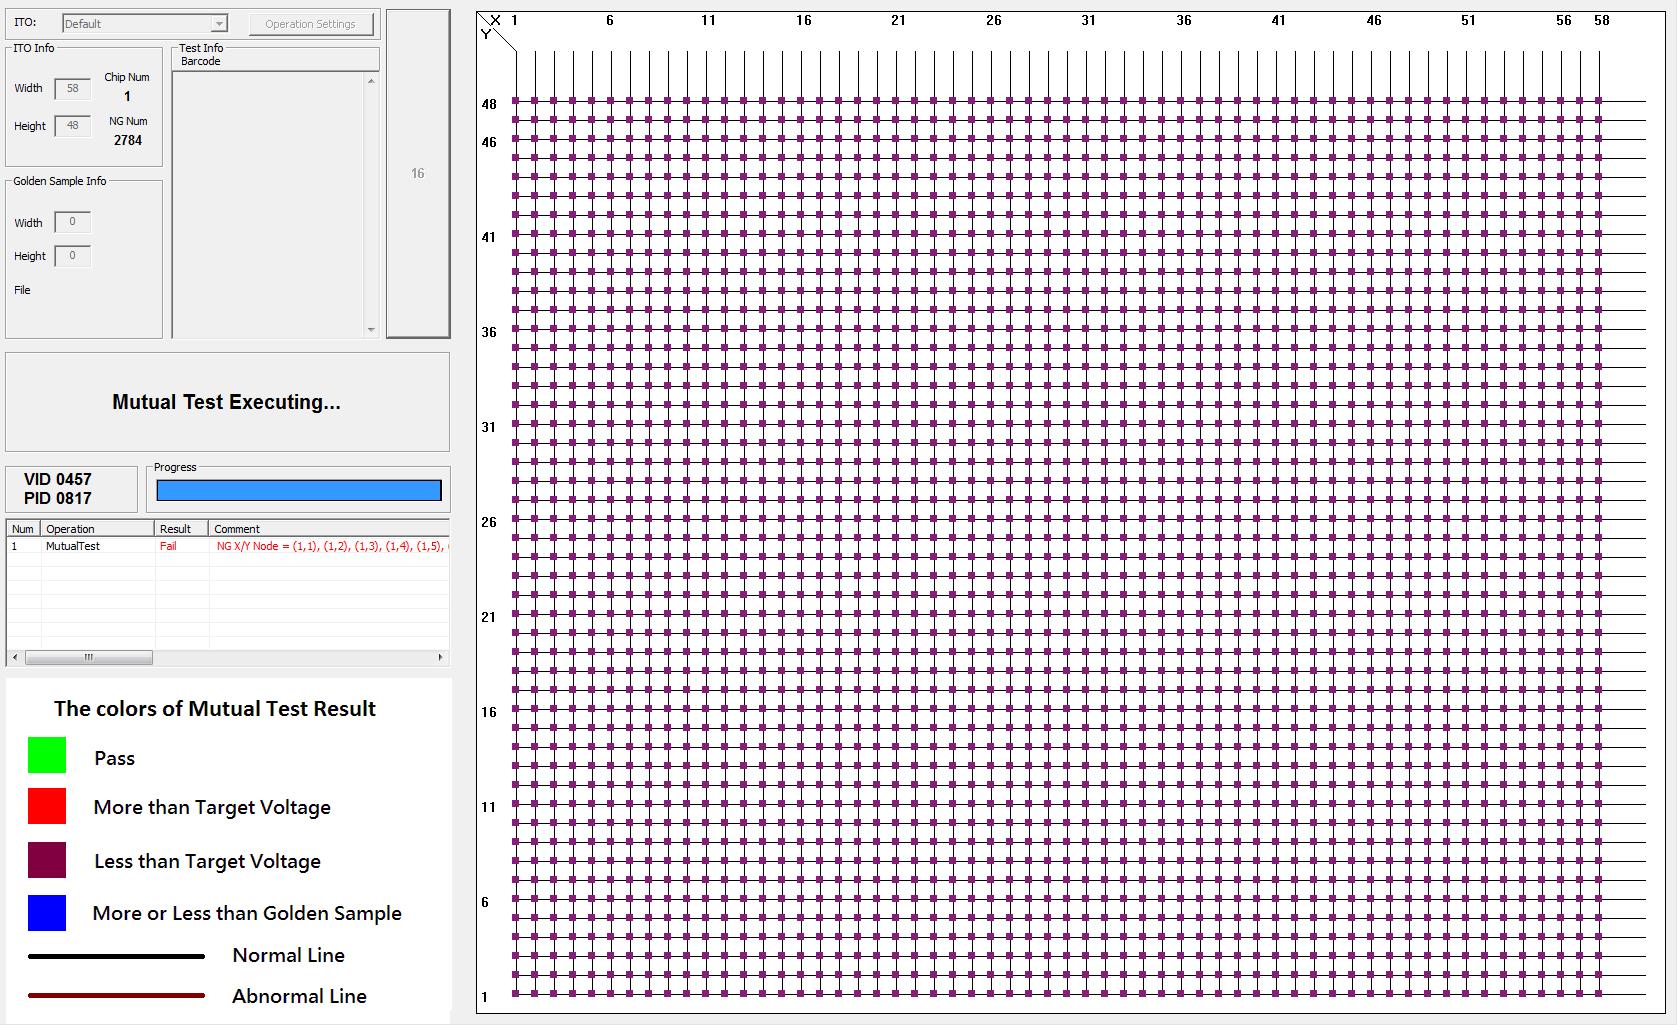 ITO:
Default
Operation Settings
ITO Info
Width
58
Chip Num
1
Height
48
NG Num
2784
Test Info
Barcode
16
Golden Sample Info
Width
0
Height
0
File
Mutual Test Executing...
VID 0457
PID 0817
Progress
Num Operation Result Comment
1 MutualTest Fail NG X/Y Node = (1,1), (1,2), (1,3), (1,4), (1,5), (
The colors of Mutual Test Result
Pass
More than Target Voltage
Less than Target Voltage
More or Less than Golden Sample
Normal Line
Abnormal Line
X 1 6 11 16 21 26 31 36 41 46 51 56 58
Y
48
46
41
36
31
26
21
16
11
6
1